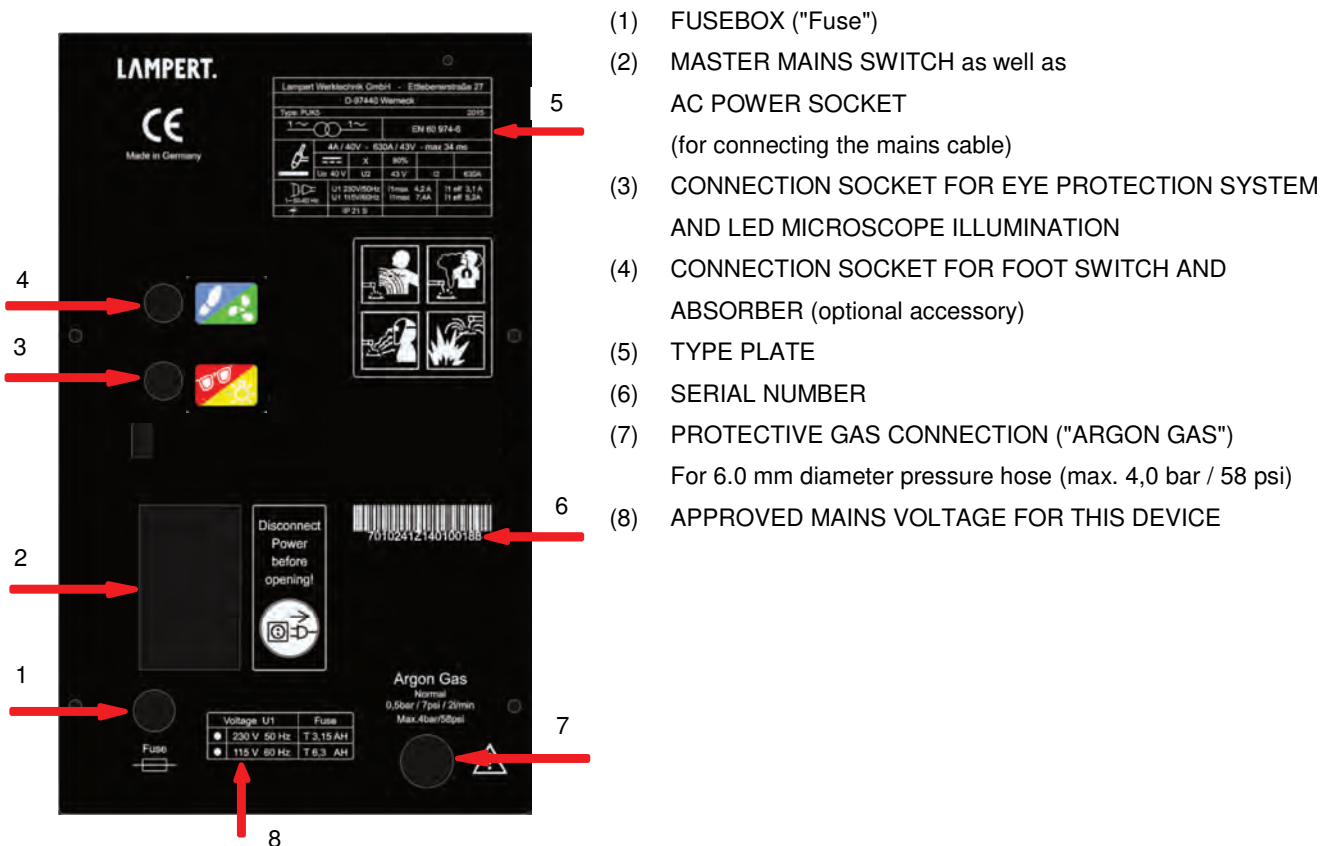 LAMPERT.
CE
Made in Germany
Lampert Werktechnik GmbH - Ettlebenerstraße 27
D-97440 Werneck
Type: PUK5 2015
1~ 1~ EN 60 974-6
4A / 40V - 630A / 43V - max 34 ms
X 80%
Uo 40 V U2 43 V I2 630A
1~ 50-60 Hz U1 230V/50Hz I1max 4,2 A I1 eff 3,1 A
U1 115V/60Hz I1max 7,4A I1 eff 5,2A
IP 21 S
5
4
3
Disconnect
Power
before
opening!
7010241Z14010018B
6
2
1
Fuse
Voltage U1 Fuse
230 V 50 Hz T 3,15 AH
115 V 60 Hz T 6,3 AH
Argon Gas
Normal
0,5bar / 7psi / 2l/min
Max.4bar/58psi
7
8
(1) FUSEBOX ("Fuse")
(2) MASTER MAINS SWITCH as well as
AC POWER SOCKET
(for connecting the mains cable)
(3) CONNECTION SOCKET FOR EYE PROTECTION SYSTEM
AND LED MICROSCOPE ILLUMINATION
(4) CONNECTION SOCKET FOR FOOT SWITCH AND
ABSORBER (optional accessory)
(5) TYPE PLATE
(6) SERIAL NUMBER
(7) PROTECTIVE GAS CONNECTION ("ARGON GAS")
For 6.0 mm diameter pressure hose (max. 4,0 bar / 58 psi)
(8) APPROVED MAINS VOLTAGE FOR THIS DEVICE